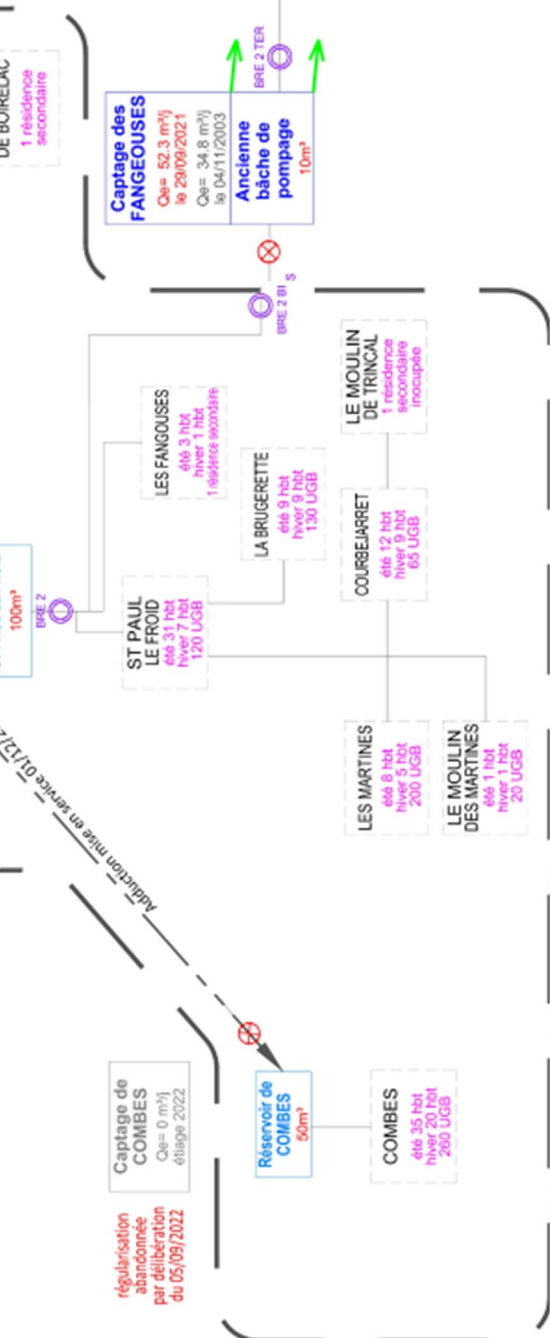 DE BOIRELAC
1 résidence
secondaire
Captage des
FANGEOUSES
Qe= 52.3 m³/j
le 29/09/2021
Qe= 34.8 m³/j
le 04/11/2003
Ancienne
bâche de
pompage
10m³
BRE 2 TER
BRE 2 BI
S
LES FANGOUSES
été 3 hbt
hiver 1 hbt
1 résidence secondaire
LA BRUGERETTE
été 9 hbt
hiver 9 hbt
130 UGB
LE MOULIN
DE TRINCAL
1 résidence
secondaire
inocupée
100m³
BRE 2
ST PAUL
LE FROID
été 31 hbt
hiver 7 hbt
120 UGB
COURBEJARRET
été 12 hbt
hiver 9 hbt
65 UGB
LES MARTINES
été 8 hbt
hiver 5 hbt
200 UGB
LE MOULIN
DES MARTINES
été 1 hbt
hiver 1 hbt
20 UGB
Adduction mise en service 01/12/
Captage de
COMBES
Qe= 0 m³/j
étiage 2022
régularisation
abandonnée
par délibération
du 05/09/2022
Réservoir de
COMBES
50m³
COMBES
été 35 hbt
hiver 20 hbt
260 UGB